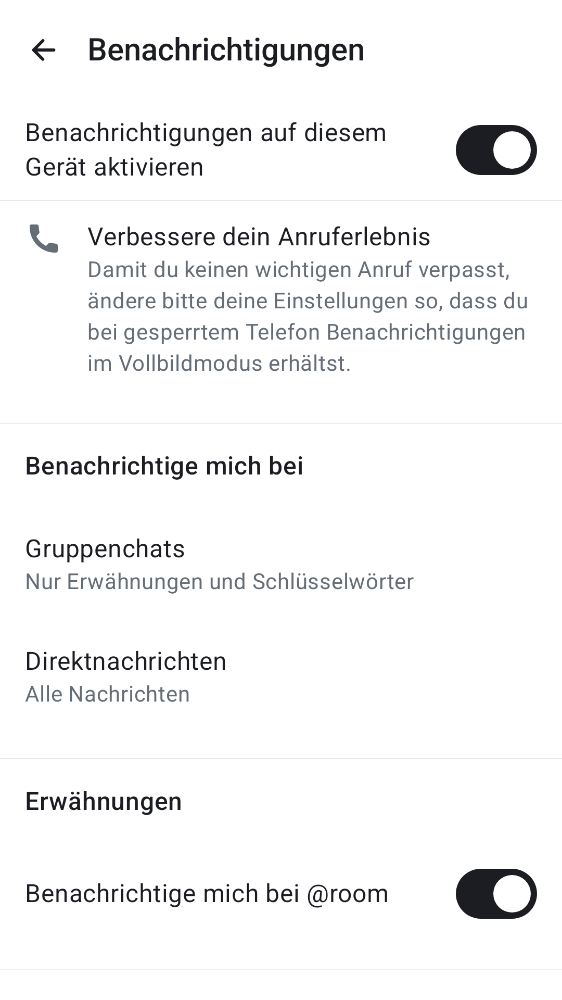 Benachrichtigungen
Benachrichtigungen auf diesem
Gerät aktivieren
Verbessere dein Anruferlebnis
Damit du keinen wichtigen Anruf verpasst,
ändere bitte deine Einstellungen so, dass du
bei gesperrtem Telefon Benachrichtigungen
im Vollbildmodus erhältst.
Benachrichtige mich bei
Gruppenchats
Nur Erwähnungen und Schlüsselwörter
Direktnachrichten
Alle Nachrichten
Erwähnungen
Benachrichtige mich bei @room